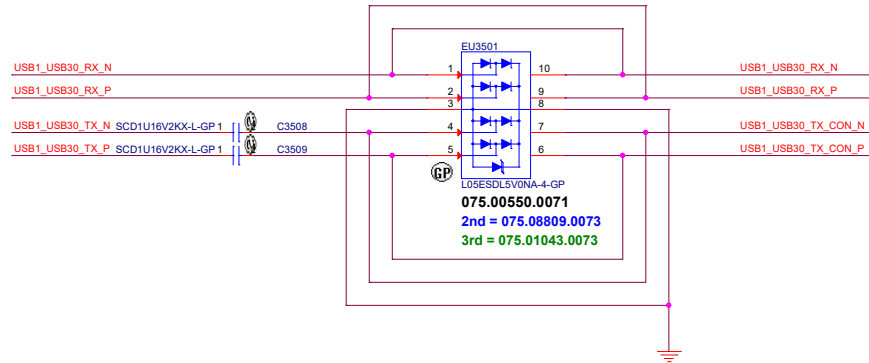 EU3501
USB1_USB30_RX_N 1 10 USB1_USB30_RX_N
USB1_USB30_RX_P 2 9 USB1_USB30_RX_P
3 8
USB1_USB30_TX_N SCD1U16V2KX-L-GP 1 C3508 4 7 USB1_USB30_TX_CON_N
USB1_USB30_TX_P SCD1U16V2KX-L-GP 1 C3509 5 6 USB1_USB30_TX_CON_P
GP
L05ESDL5V0NA-4-GP
075.00550.0071
2nd = 075.08809.0073
3rd = 075.01043.0073